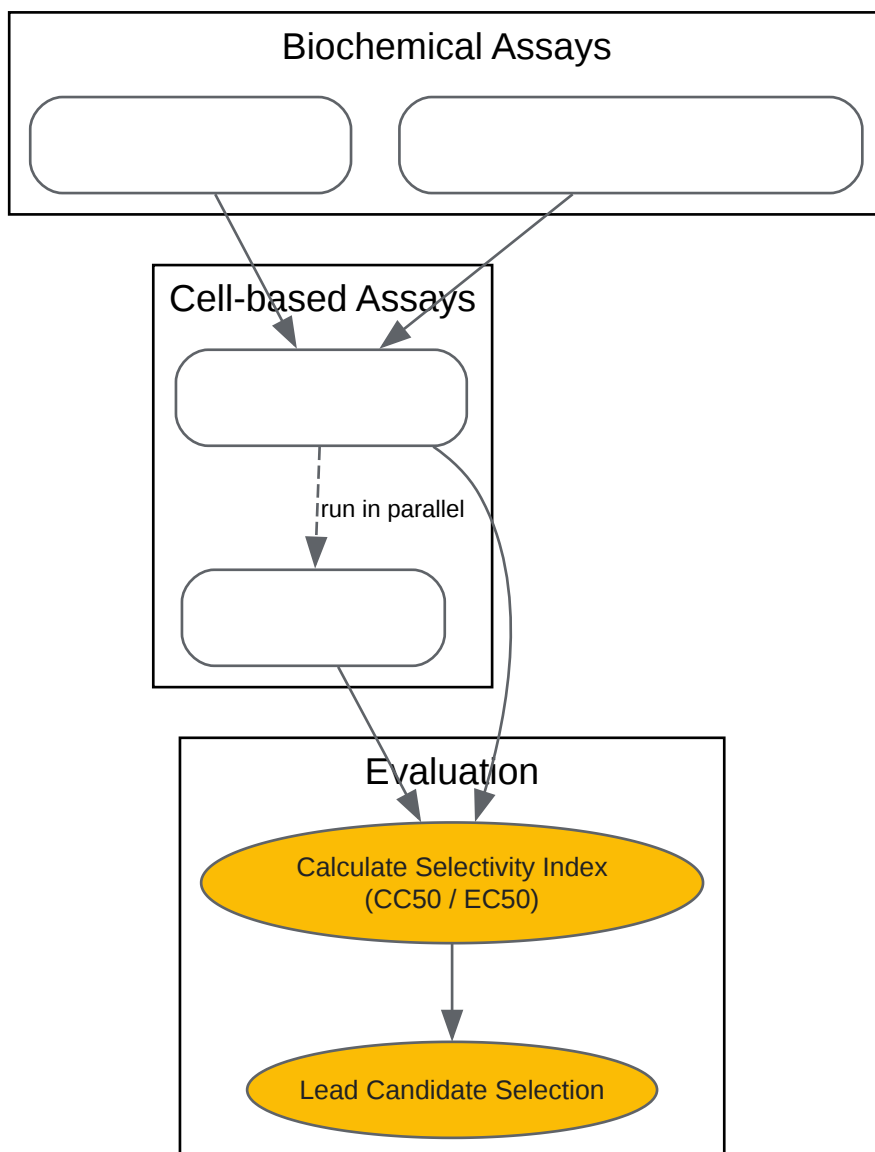 Biochemical Assays
Cell-based Assays
run in parallel
Evaluation
Calculate Selectivity Index
(CC50 / EC50)
Lead Candidate Selection